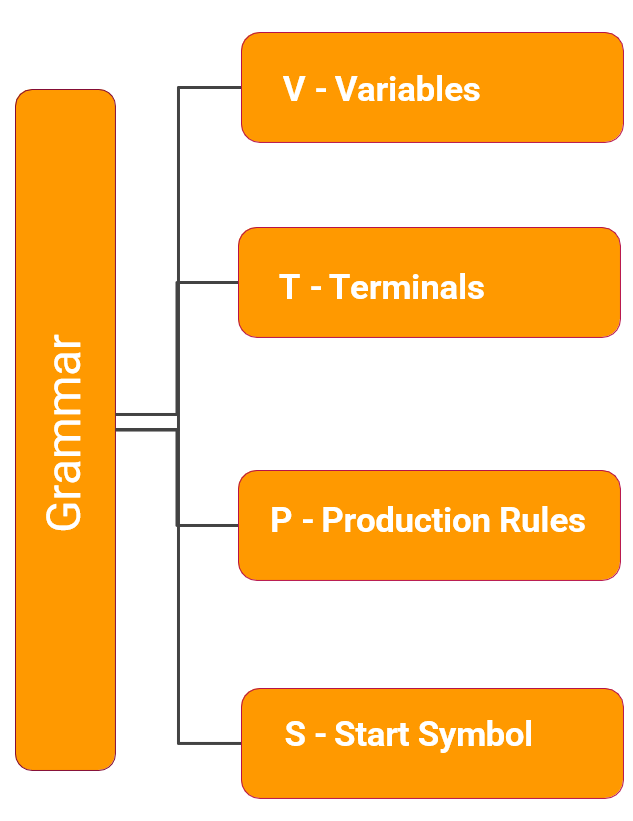 Grammar
V - Variables
T - Terminals
P - Production Rules
S - Start Symbol